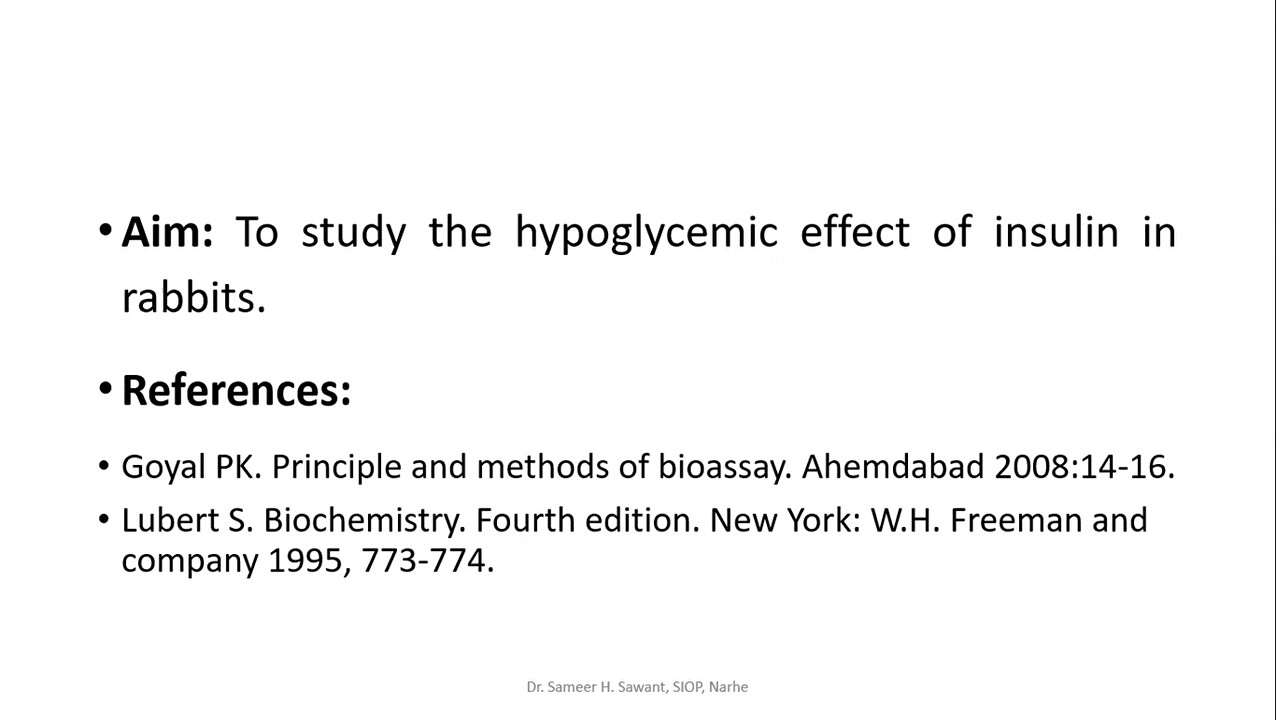 • Aim: To study the hypoglycemic effect of insulin in
rabbits.
• References:
• Goyal PK. Principle and methods of bioassay. Ahemdabad 2008:14-16.
• Lubert S. Biochemistry. Fourth edition. New York: W.H. Freeman and
company 1995, 773-774.
Dr. Sameer H. Sawant, SIOP, Narhe